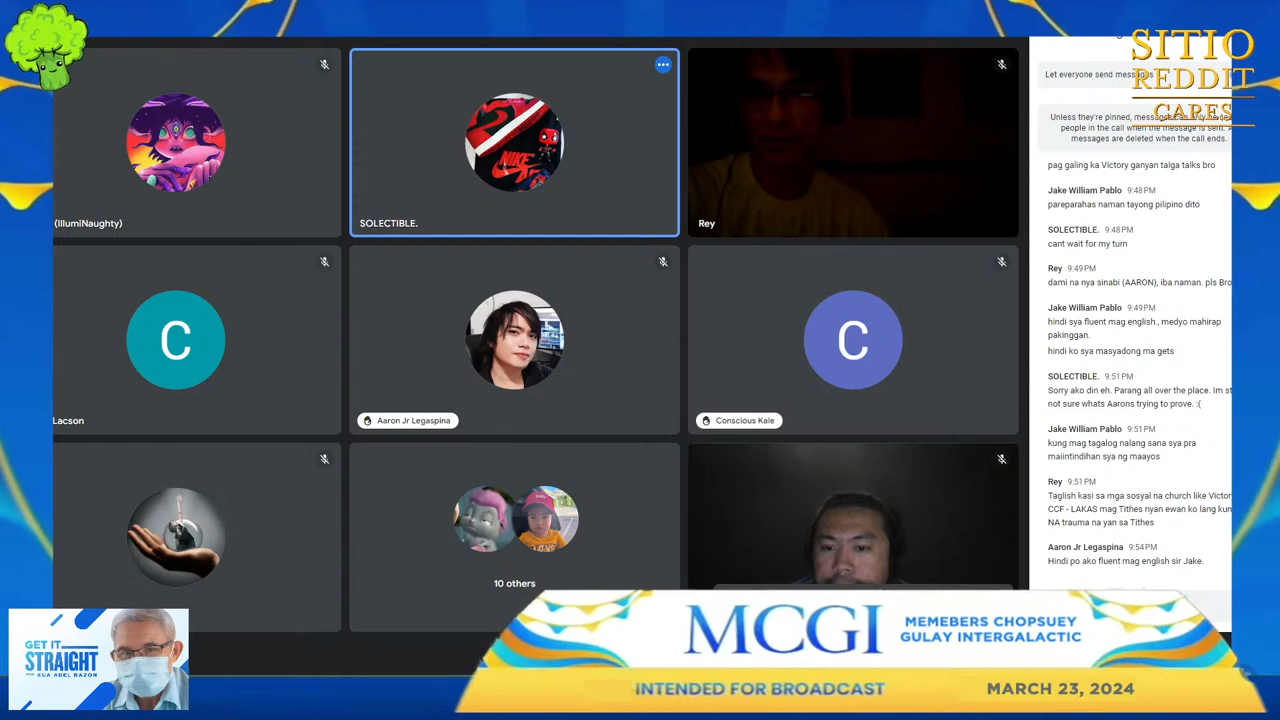 SITIO
REDDIT
CARES
Let everyone send messages
Unless they're pinned, messages can only be
people in the call when the message is sent.
messages are deleted when the call ends.
pag galing ka Victory ganyan talga talks bro
Jake William Pablo 9:48 PM
pareparahas naman tayong pilipino dito
SOLECTIBLE. 9:48 PM
cant wait for my turn
Rey 9:49 PM
dami na nya sinabi (AARON), iba naman. pls Bro
Jake William Pablo 9:49 PM
hindi sya fluent mag english., medyo mahirap
pakinggan.
hindi ko sya masyadong ma gets
SOLECTIBLE. 9:51 PM
Sorry ako din eh. Parang all over the place. Im
not sure whats Aarons trying to prove. :(
Jake William Pablo 9:51 PM
kung mag tagalog nalang sana sya pra
maiintindihan sya ng maayos
Rey 9:51 PM
Taglish kasi sa mga sosyal na church like Victor
CCF - LAKAS mag Tithes nyan ewan ko lang kun
NA trauma na yan sa Tithes
Aaron Jr Legaspina 9:54 PM
Hindi po ako fluent mag english sir Jake.
(IllumiNaughty)
SOLECTIBLE.
NIKE
Rey
C
Lacson
Aaron Jr Legaspina
C
Conscious Kale
10 others
GET IT
STRAIGHT
WITH KUYA ADEL RAZON
MCGI
MEMEBERS CHOPSUEY
GULAY INTERGALACTIC
INTENDED FOR BROADCAST
MARCH 23, 2024